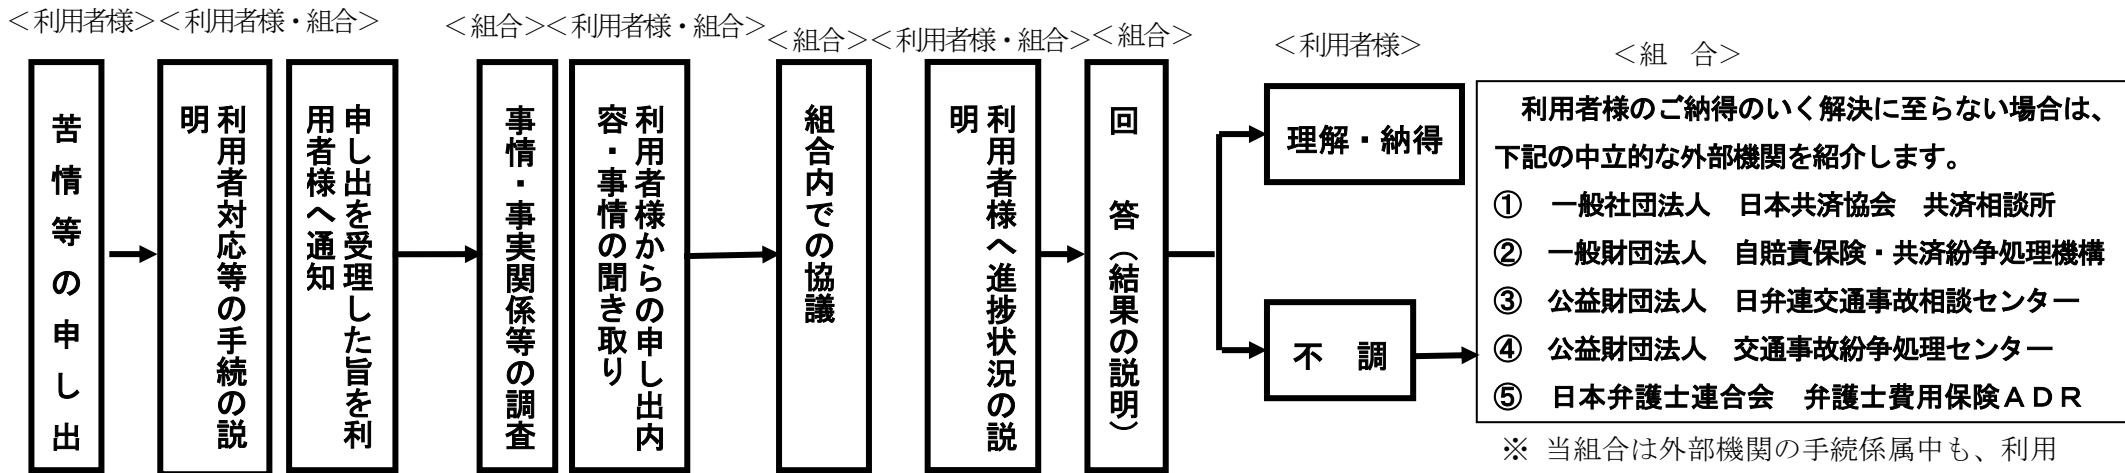 ＜利用者様＞＜利用者様・組合＞
＜組合＞＜利用者様・組合＞
＜組合＞＜利用者様・組合＞
＜組合＞
＜利用者様＞
＜組　合＞
苦情等の申し出
利用者対応等の手続の説
明
申し出を受理した旨を利
用者様へ通知
事情・事実関係等の調査
利用者様からの申し出内
容・事情の聞き取り
組合内での協議
利用者様へ進捗状況の説
明
回　答（結果の説明）
理解・納得
不　調
利用者様のご納得のいく解決に至らない場合は、
下記の中立的な外部機関を紹介します。
①　一般社団法人　日本共済協会　共済相談所
②　一般財団法人　自賠責保険・共済紛争処理機構
③　公益財団法人　日弁連交通事故相談センター
④　公益財団法人　交通事故紛争処理センター
⑤　日本弁護士連合会　弁護士費用保険ＡＤＲ
※ 当組合は外部機関の手続係属中も、利用